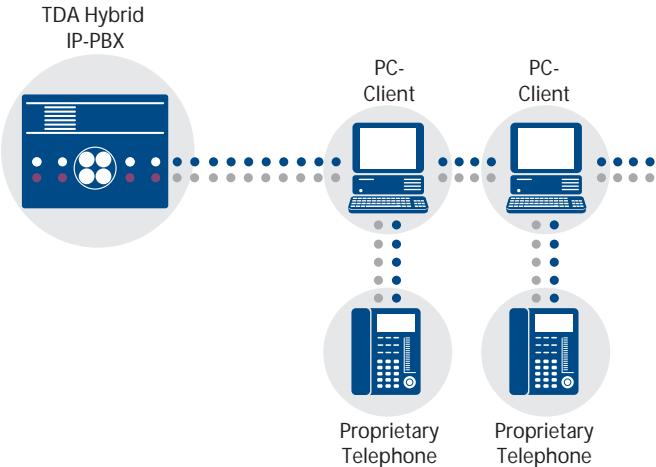 TDA Hybrid
IP-PBX
PC-
Client
PC-
Client
Proprietary
Telephone
Proprietary
Telephone